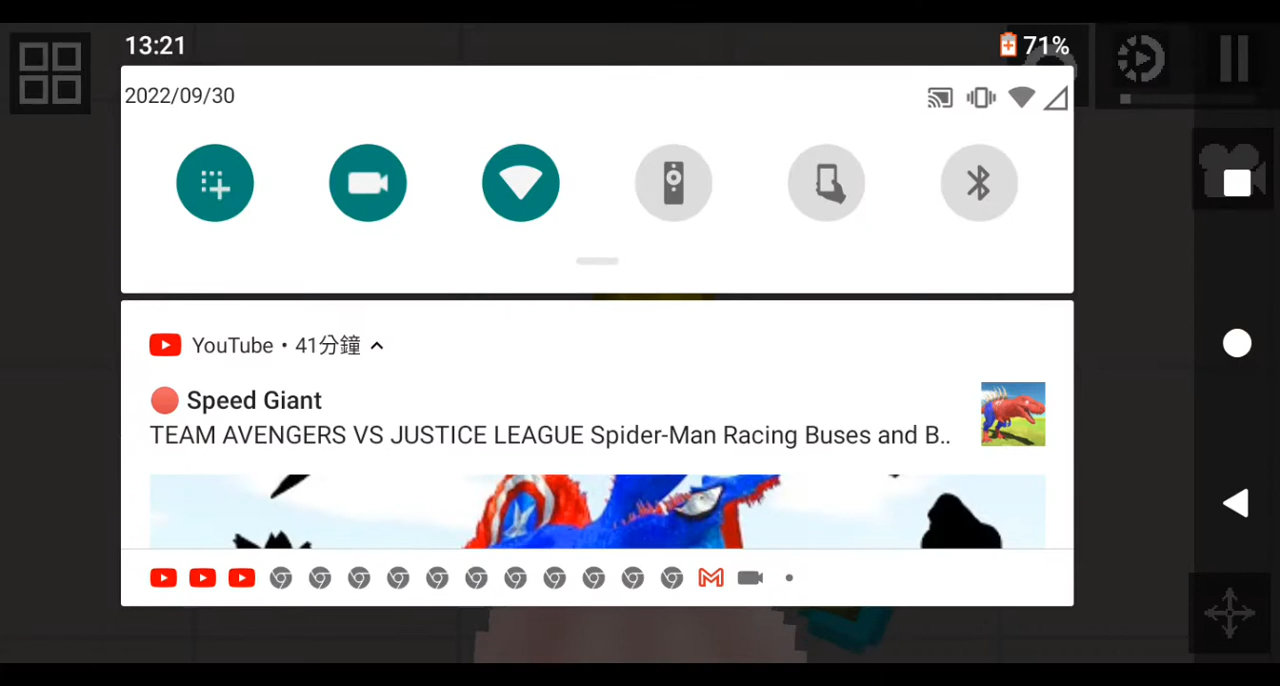 13:21
71%
2022/09/30
YouTube • 41分鐘
Speed Giant
TEAM AVENGERS VS JUSTICE LEAGUE Spider-Man Racing Buses and B..